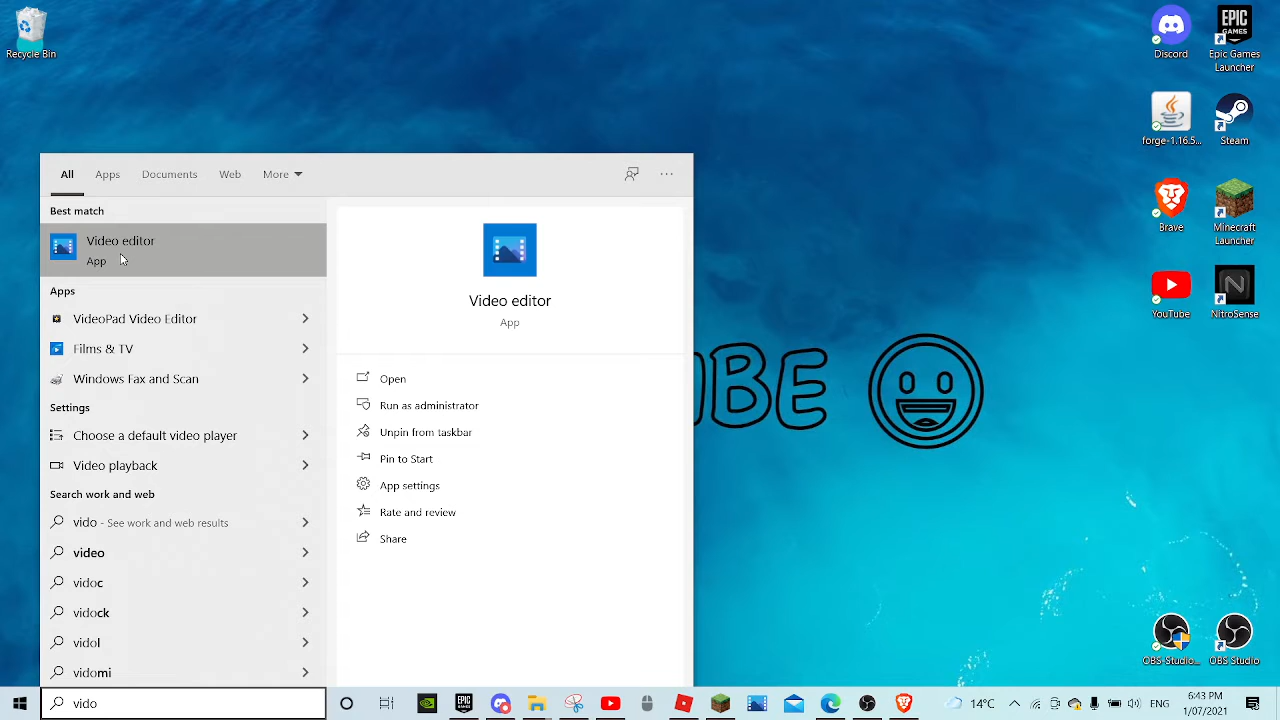 Recycle Bin
Discord
EPIC GAMES
Epic Games Launcher
forge-1.16.5...
Steam
Brave
Minecraft Launcher
YouTube
NitroSense
All Apps Documents Web More
Best match
Video editor
App
Apps
VideoPad Video Editor
Films & TV
Windows Fax and Scan
Settings
Choose a default video player
Video playback
Search work and web
vido - See work and web results
video
vidoc
vidock
vidol
vidomi
Video editor
App
Open
Run as administrator
Unpin from taskbar
Pin to Start
App settings
Rate and review
Share
BE
OBS-Studio...
OBS Studio
vido
EPIC GAMES
14°C
ENG
6:43 PM
1/07/2021